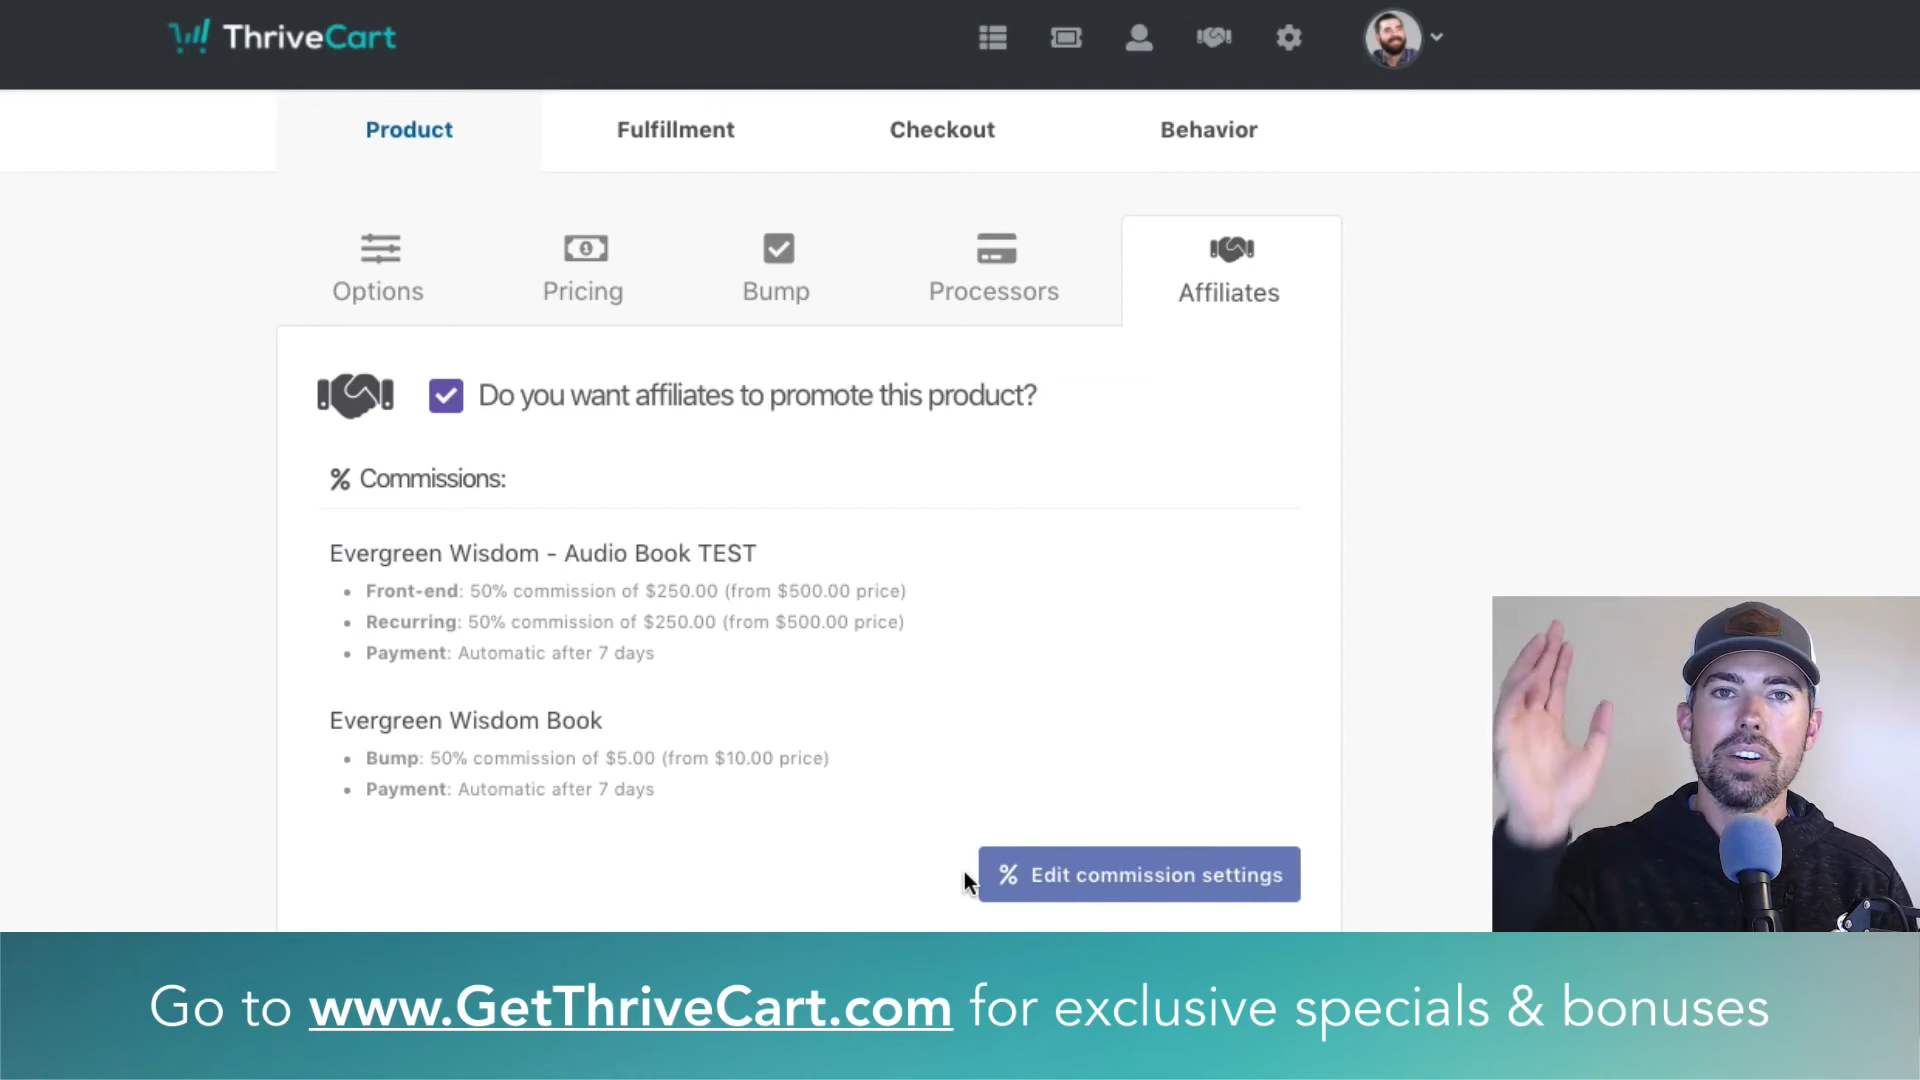 ThriveCart
Product Fulfillment Checkout Behavior
Options Pricing Bump Processors Affiliates
Do you want affiliates to promote this product?
% Commissions:
Evergreen Wisdom - Audio Book TEST
• Front-end: 50% commission of $250.00 (from $500.00 price)
• Recurring: 50% commission of $250.00 (from $500.00 price)
• Payment: Automatic after 7 days
Evergreen Wisdom Book
• Bump: 50% commission of $5.00 (from $10.00 price)
• Payment: Automatic after 7 days
% Edit commission settings
Go to www.GetThriveCart.com for exclusive specials & bonuses